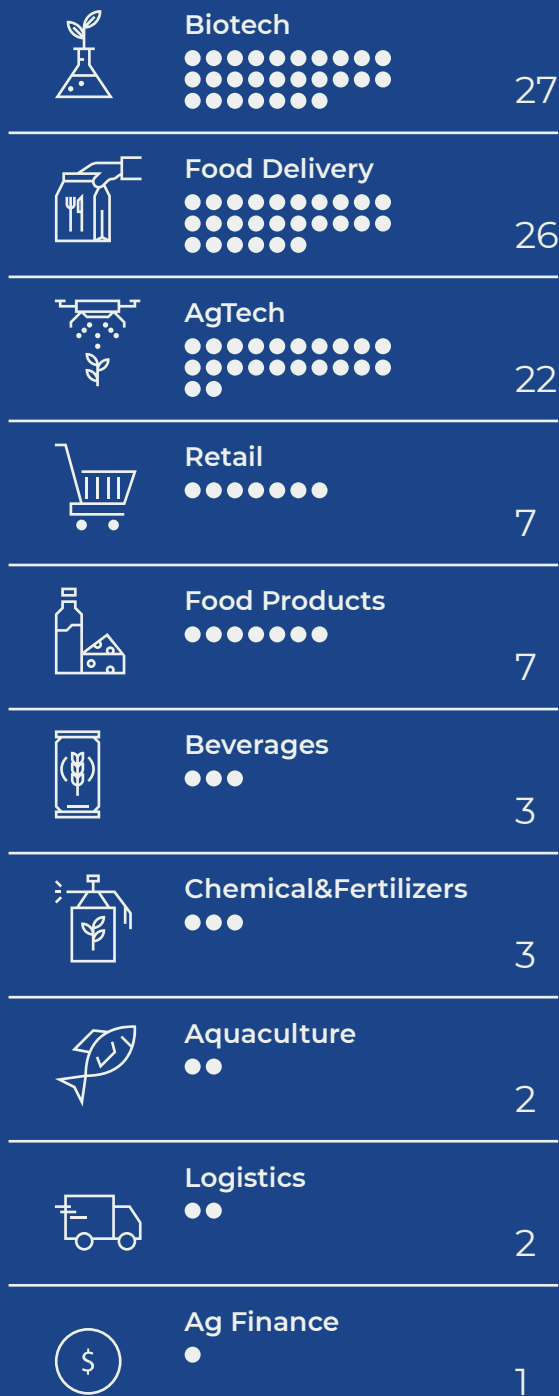 Biotech
27
Food Delivery
26
AgTech
22
Retail
7
Food Products
7
Beverages
3
Chemical&Fertilizers
3
Aquaculture
2
Logistics
2
Ag Finance
$
1